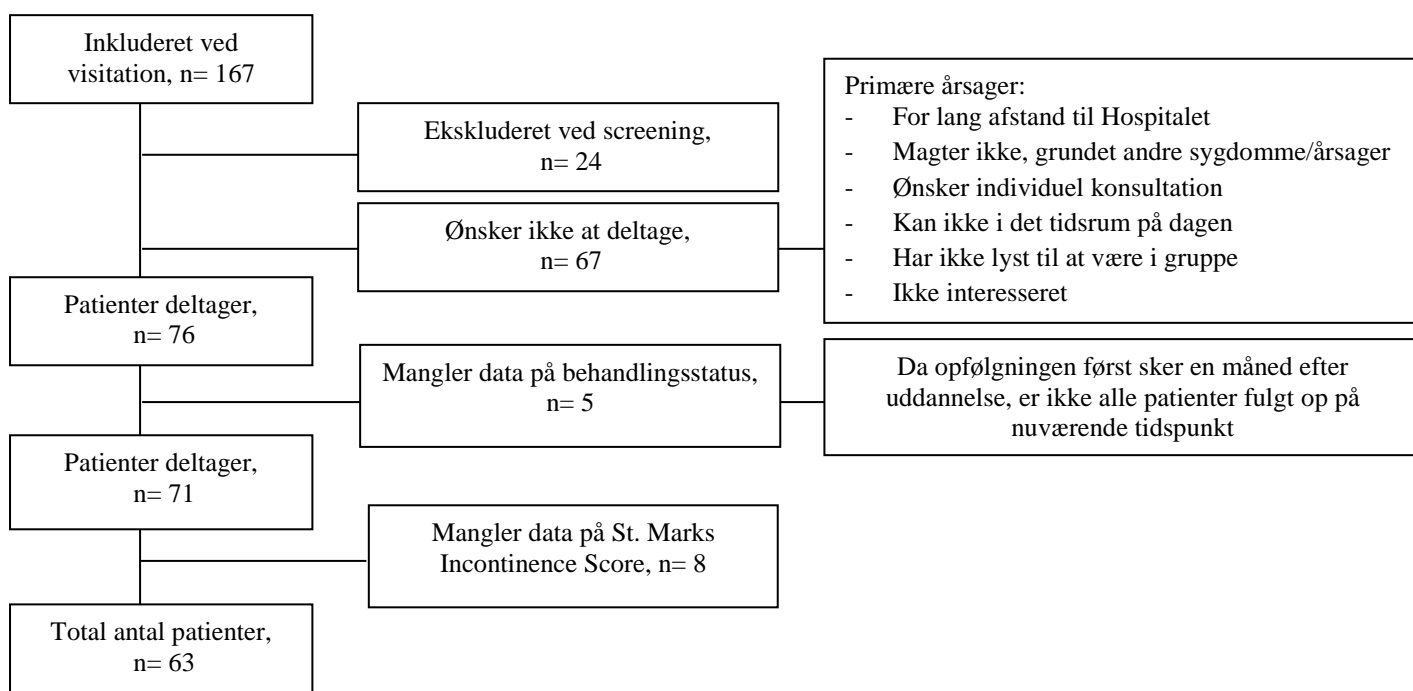 Inkluderet ved
visitation, n= 167
Ekskluderet ved screening,
n= 24
Ønsker ikke at deltage,
n= 67
Primære årsager:
- For lang afstand til Hospitalet
- Magter ikke, grundet andre sygdomme/årsager
- Ønsker individuel konsultation
- Kan ikke i det tidsrum på dagen
- Har ikke lyst til at være i gruppe
- Ikke interesseret
Patienter deltager,
n= 76
Mangler data på behandlingsstatus,
n= 5
Da opfølgningen først sker en måned efter
uddannelse, er ikke alle patienter fulgt op på
nuværende tidspunkt
Patienter deltager,
n= 71
Mangler data på St. Marks
Incontinence Score, n= 8
Total antal patienter,
n= 63